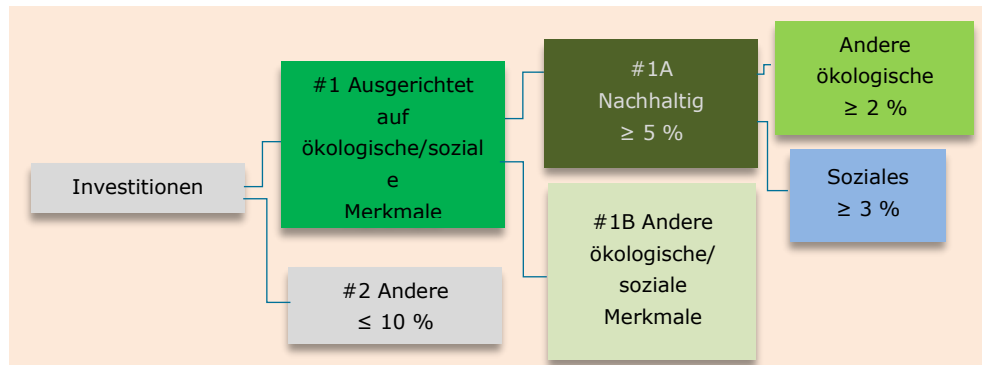 Investitionen
#1 Ausgerichtet
auf
ökologische/sozial
e
Merkmale
#2 Andere
≤ 10 %
#1A
Nachhaltig
≥ 5 %
#1B Andere
ökologische/
soziale
Merkmale
Andere
ökologische
≥ 2 %
Soziales
≥ 3 %